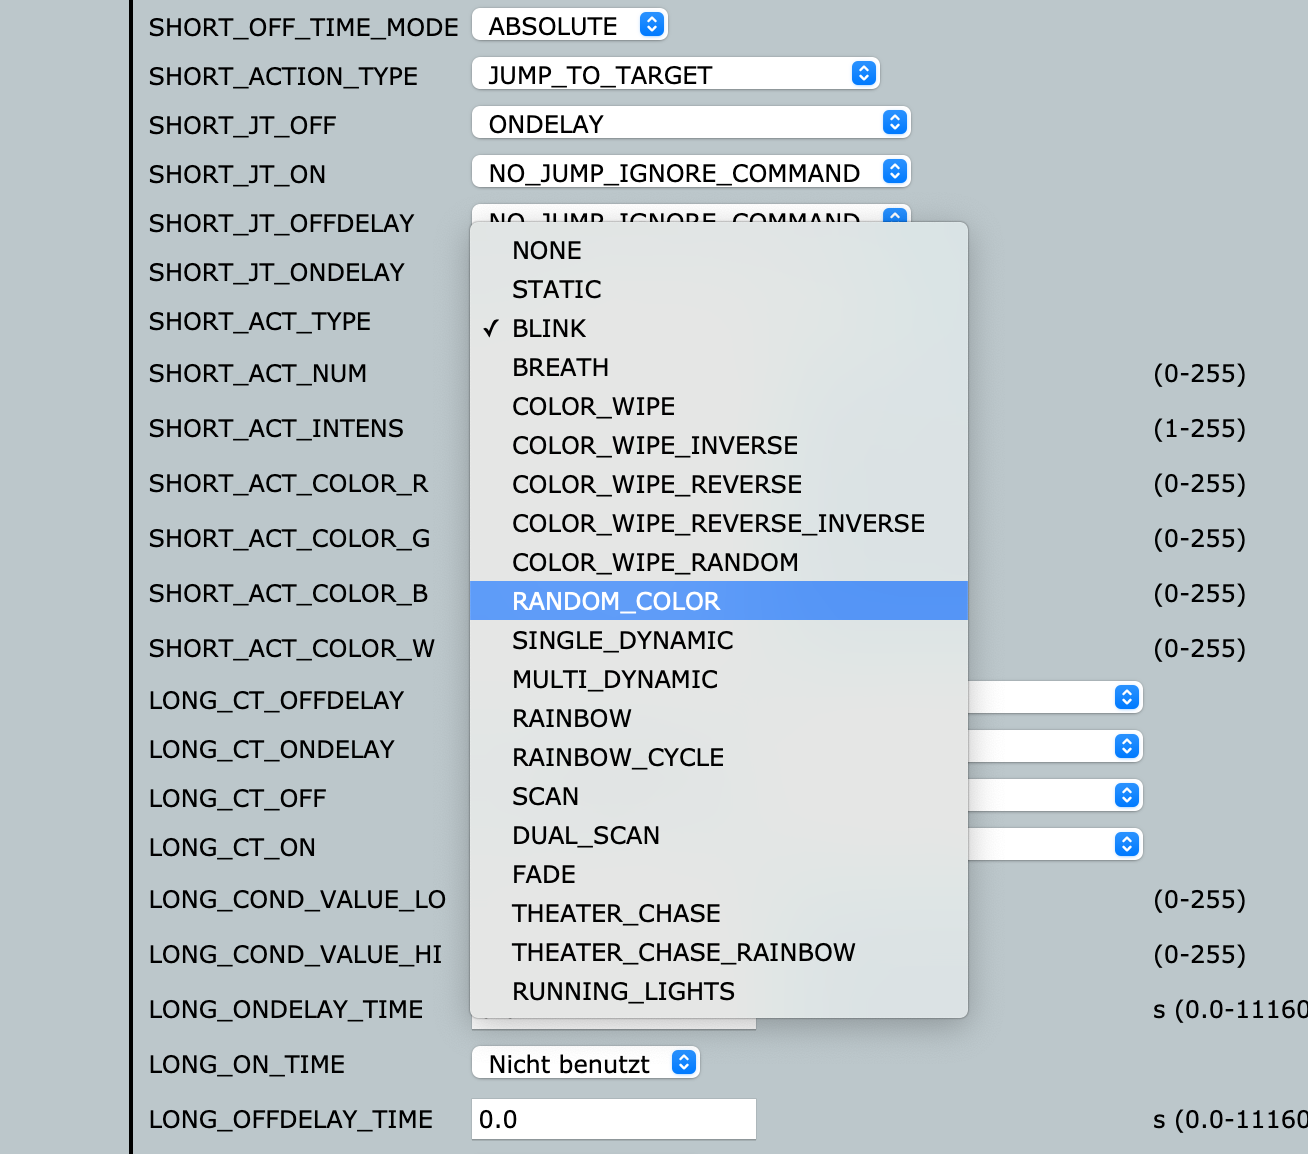 SHORT_OFF_TIME_MODE ABSOLUTE
SHORT_ACTION_TYPE JUMP_TO_TARGET
SHORT_JT_OFF ONDELAY
SHORT_JT_ON NO_JUMP_IGNORE_COMMAND
SHORT_JT_OFFDELAY NO_JUMP_IGNORE_COMMAND
SHORT_JT_ONDELAY
SHORT_ACT_TYPE
SHORT_ACT_NUM (0-255)
SHORT_ACT_INTENS (1-255)
SHORT_ACT_COLOR_R (0-255)
SHORT_ACT_COLOR_G (0-255)
SHORT_ACT_COLOR_B (0-255)
SHORT_ACT_COLOR_W (0-255)
LONG_CT_OFFDELAY
LONG_CT_ONDELAY
LONG_CT_OFF
LONG_CT_ON
LONG_COND_VALUE_LO (0-255)
LONG_COND_VALUE_HI (0-255)
LONG_ONDELAY_TIME s (0.0-11160
LONG_ON_TIME Nicht benutzt
LONG_OFFDELAY_TIME 0.0 s (0.0-11160
NONE
STATIC
✓ BLINK
BREATH
COLOR_WIPE
COLOR_WIPE_INVERSE
COLOR_WIPE_REVERSE
COLOR_WIPE_REVERSE_INVERSE
COLOR_WIPE_RANDOM
RANDOM_COLOR
SINGLE_DYNAMIC
MULTI_DYNAMIC
RAINBOW
RAINBOW_CYCLE
SCAN
DUAL_SCAN
FADE
THEATER_CHASE
THEATER_CHASE_RAINBOW
RUNNING_LIGHTS